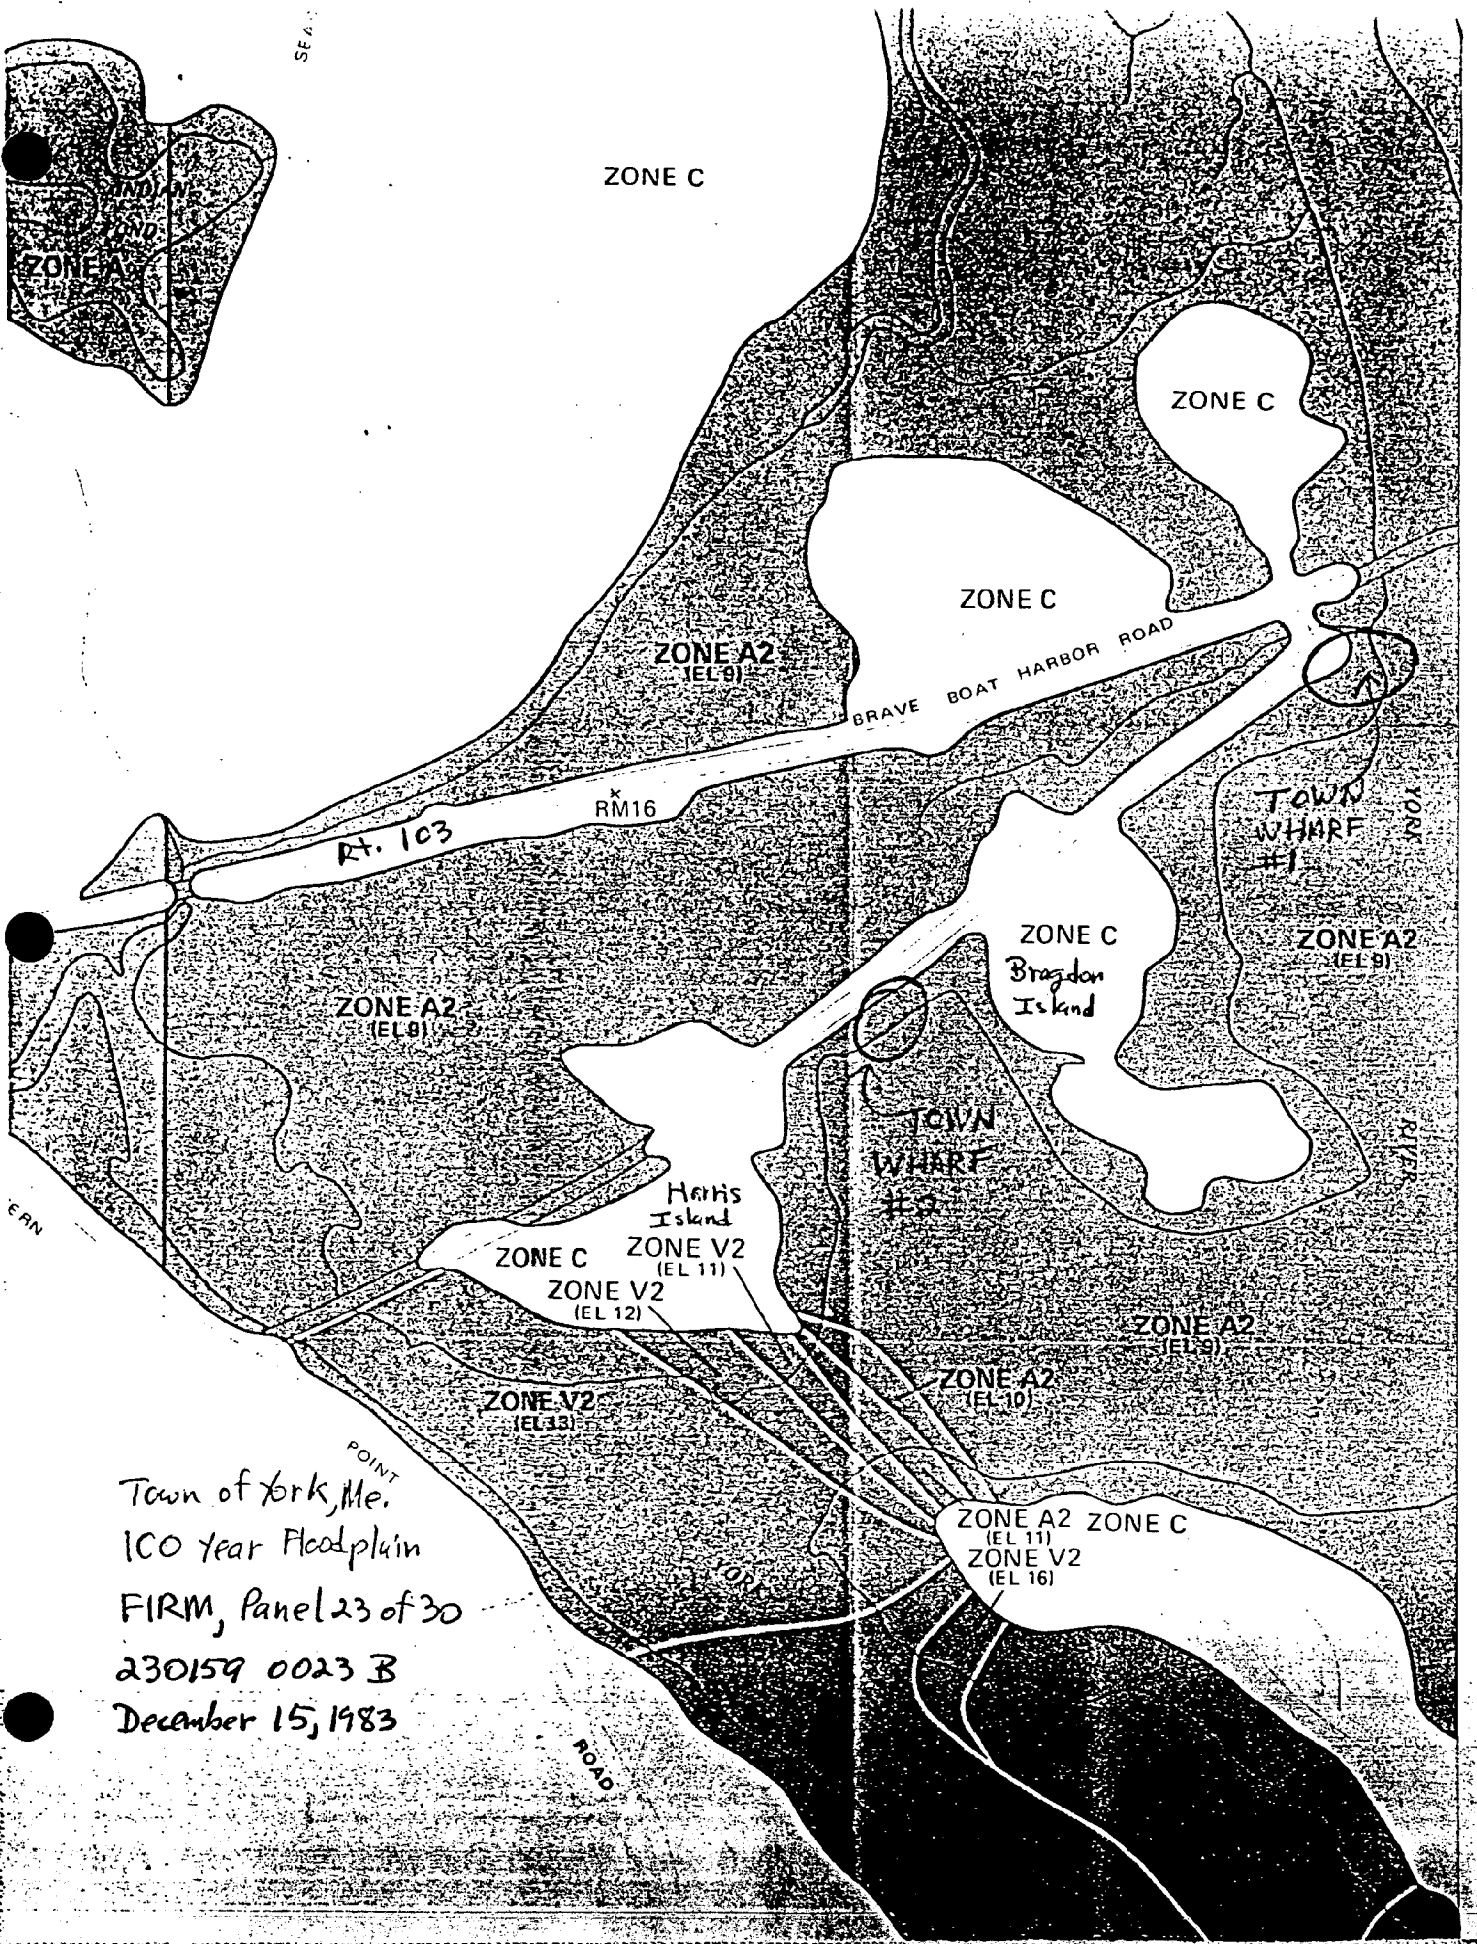 SEA
ZONE C
INDIAN
POND
ZONE A
ZONE C
ZONE C
ZONE A2
(EL 9)
BRAVE BOAT HARBOR ROAD
RM16
Rt. 103
TOWN
WHARF
#1
YORK
ZONE C
Bragdon
Island
ZONE A2
(EL 9)
ZONE A2
(EL 9)
TOWN
WHARF
#2
RIVER
Harris
Island
ERN
ZONE C
ZONE V2
(EL 11)
ZONE V2
(EL 12)
ZONE A2
(EL 9)
ZONE A2
(EL 10)
ZONE V2
(EL 13)
POINT
Town of York, Me.
100 Year Floodplain
FIRM, Panel 23 of 30
230159 0023 B
December 15, 1983
ZONE A2
(EL 11)
ZONE C
ZONE V2
(EL 16)
YORK
ROAD